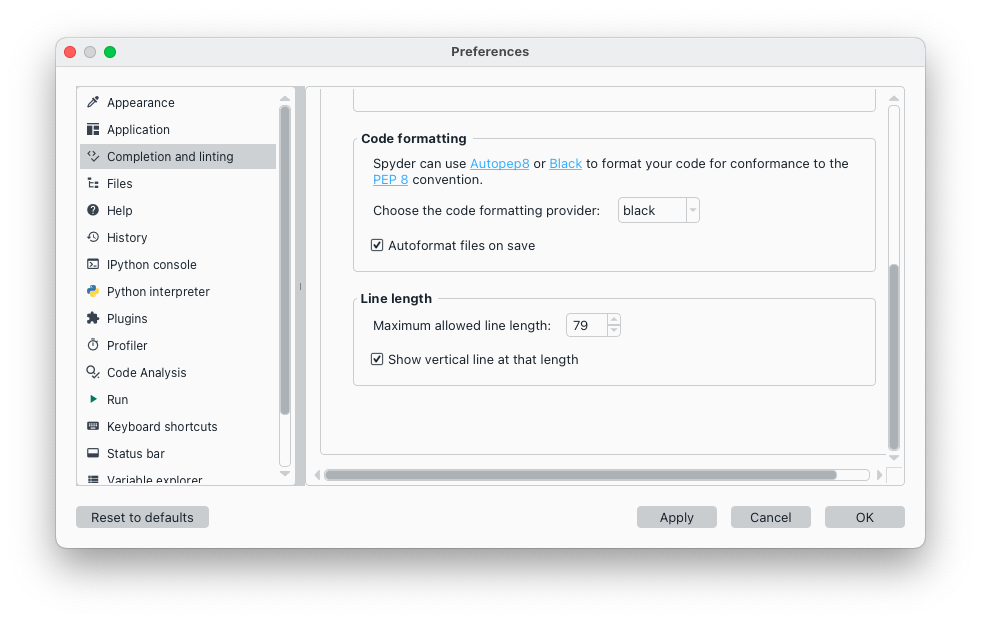 Preferences
Appearance
Application
Completion and linting
Files
Help
History
IPython console
Python interpreter
Plugins
Profiler
Code Analysis
Run
Keyboard shortcuts
Status bar
Variable explorer
Code formatting
Spyder can use Autopep8 or Black to format your code for conformance to the
PEP 8 convention.
Choose the code formatting provider: black
Autoformat files on save
Line length
Maximum allowed line length: 79
Show vertical line at that length
Reset to defaults
Apply
Cancel
OK